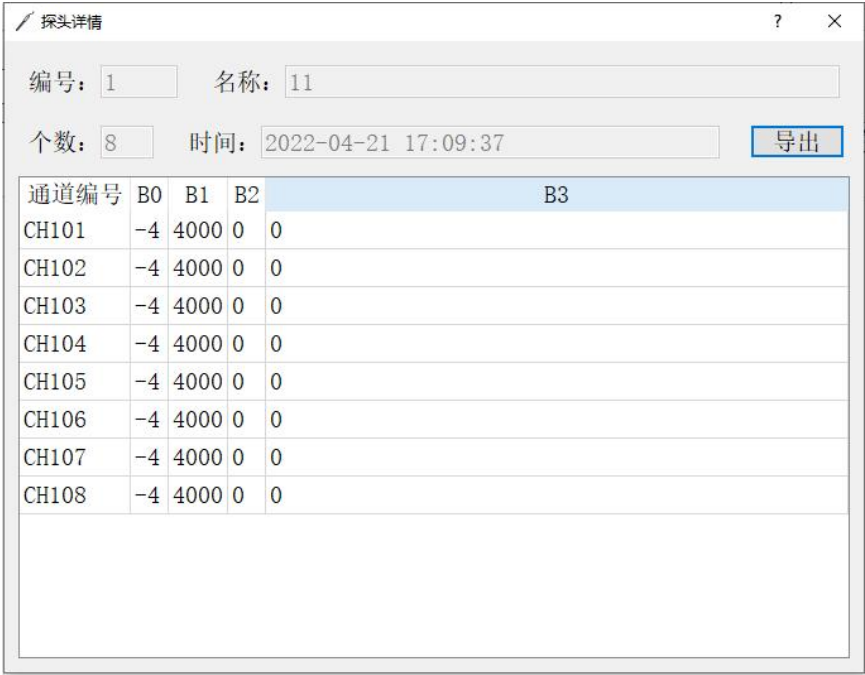 探头详情 ? ×
编号: 1 名称: 11
个数: 8 时间: 2022-04-21 17:09:37 导出
通道编号 B0 B1 B2 B3
CH101 -4 4000 0 0
CH102 -4 4000 0 0
CH103 -4 4000 0 0
CH104 -4 4000 0 0
CH105 -4 4000 0 0
CH106 -4 4000 0 0
CH107 -4 4000 0 0
CH108 -4 4000 0 0